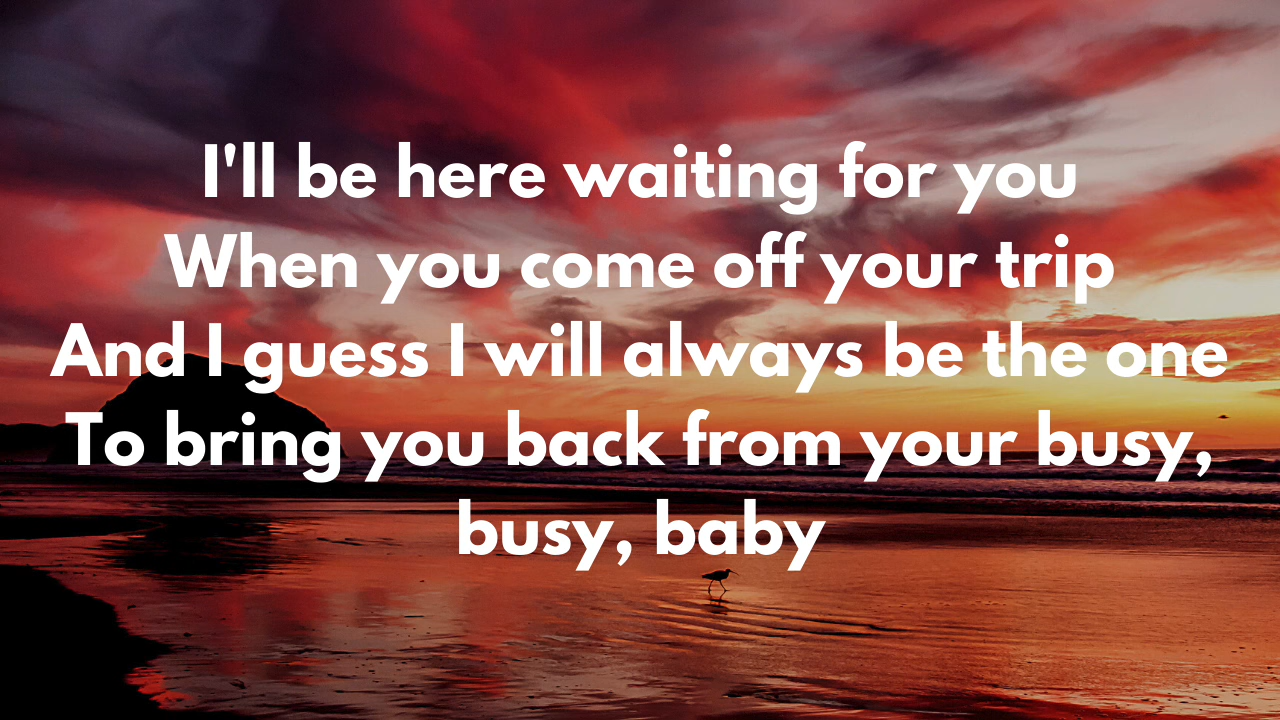 I'll be here waiting for you
When you come off your trip
And I guess I will always be the one
To bring you back from your busy,
busy, baby